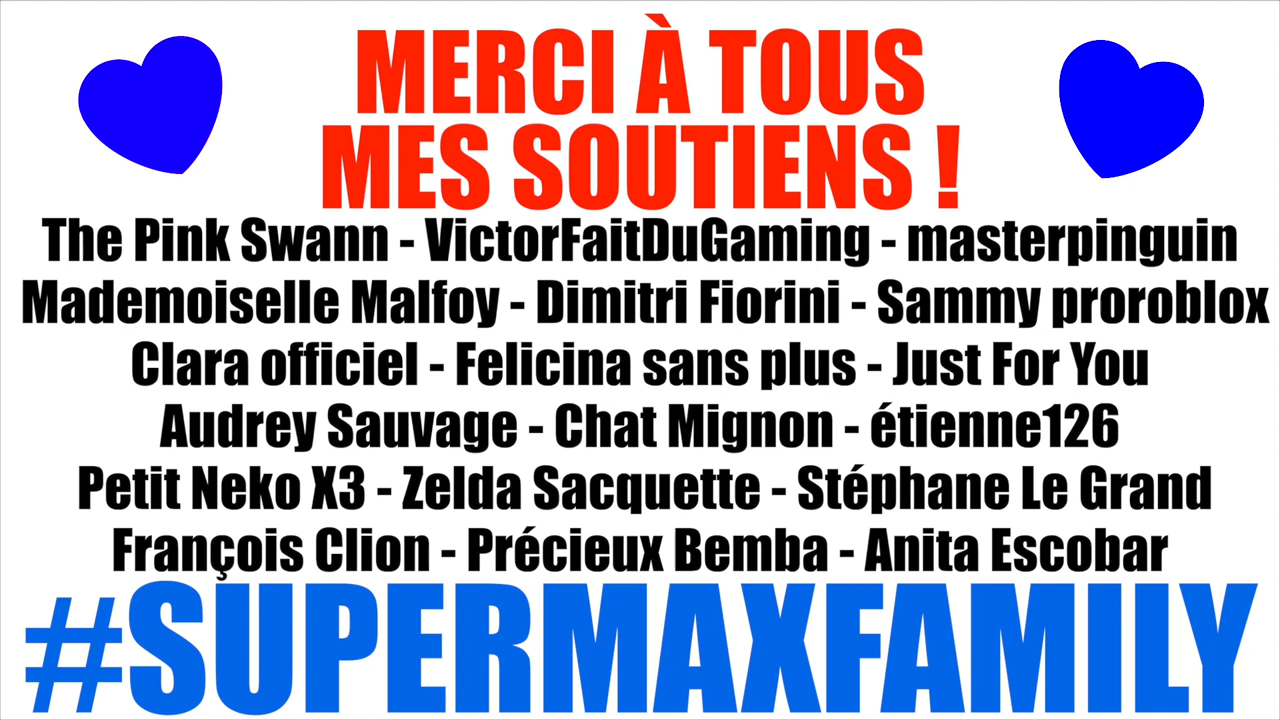 MERCI À TOUS
MES SOUTIENS !
The Pink Swann - VictorFaitDuGaming - masterpinguin
Mademoiselle Malfoy - Dimitri Fiorini - Sammy proroblox
Clara officiel - Felicina sans plus - Just For You
Audrey Sauvage - Chat Mignon - étienne126
Petit Neko X3 - Zelda Sacquette - Stéphane Le Grand
François Clion - Précieux Bemba - Anita Escobar
#SUPERMAXFAMILY